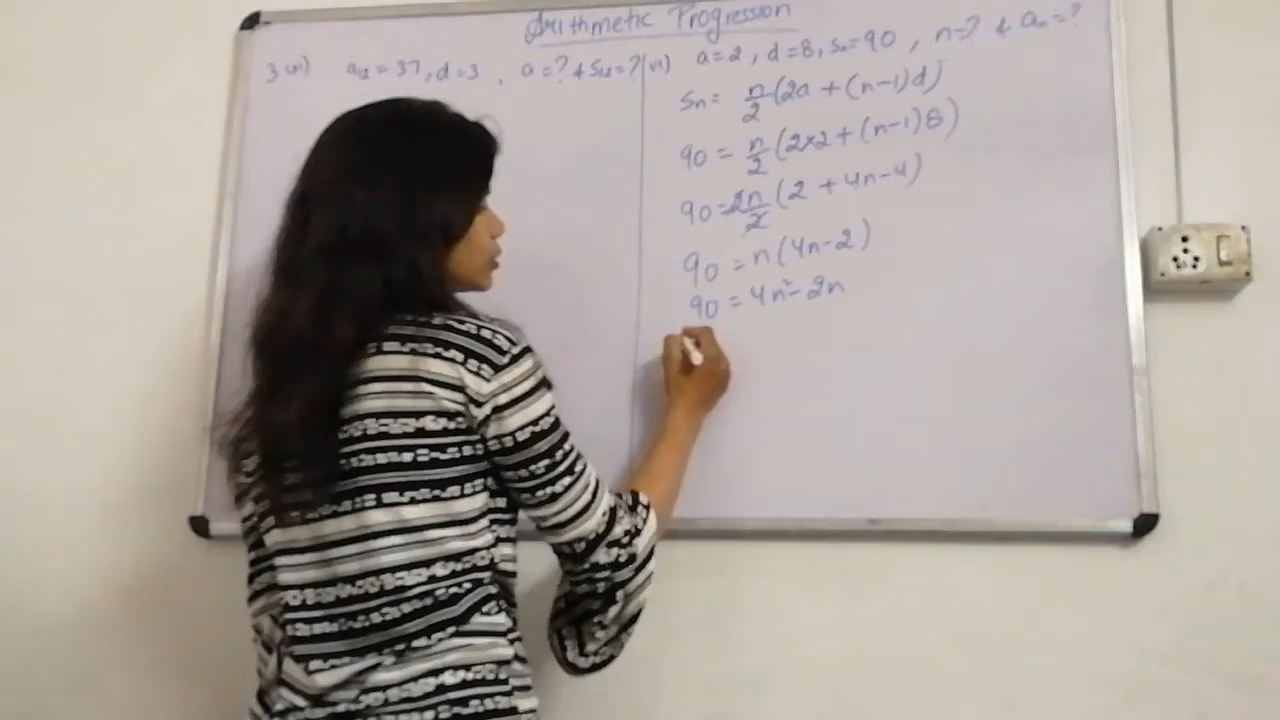 Arithmetic Progression
3 iii) a₁₂ = 37, d = 3, a = ? & S₁₂ = ?
vi) a = 2, d = 8, Sₙ = 90, n = ? & aₙ = ?
Sn = n/2 (2a + (n-1)d)
90 = n/2 (2×2 + (n-1)8)
90 = 2n/2 (2 + 4n-4)
90 = n(4n-2)
90 = 4n²- 2n